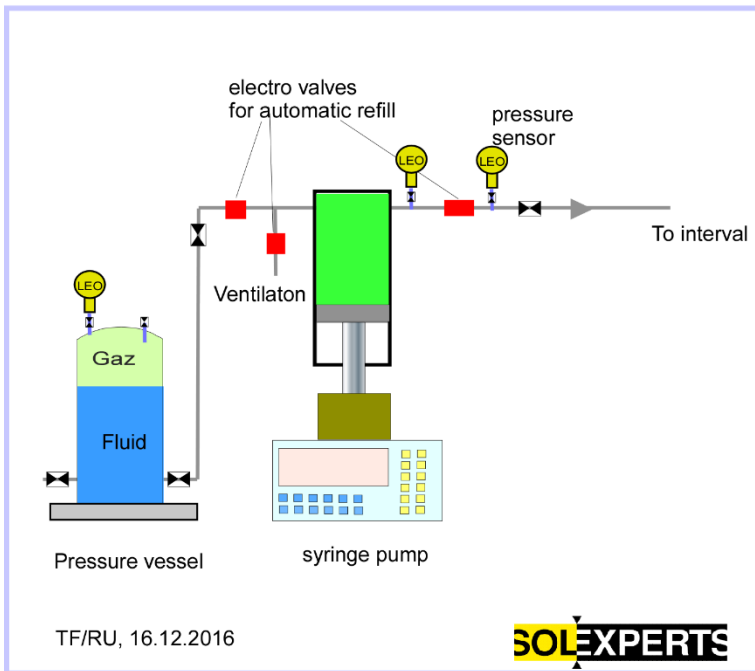 electro valves
for automatic refill
pressure
sensor
LEO
LEO
To interval
Ventilaton
LEO
Gaz
Fluid
Pressure vessel
syringe pump
TF/RU, 16.12.2016
SOLEXPERTS